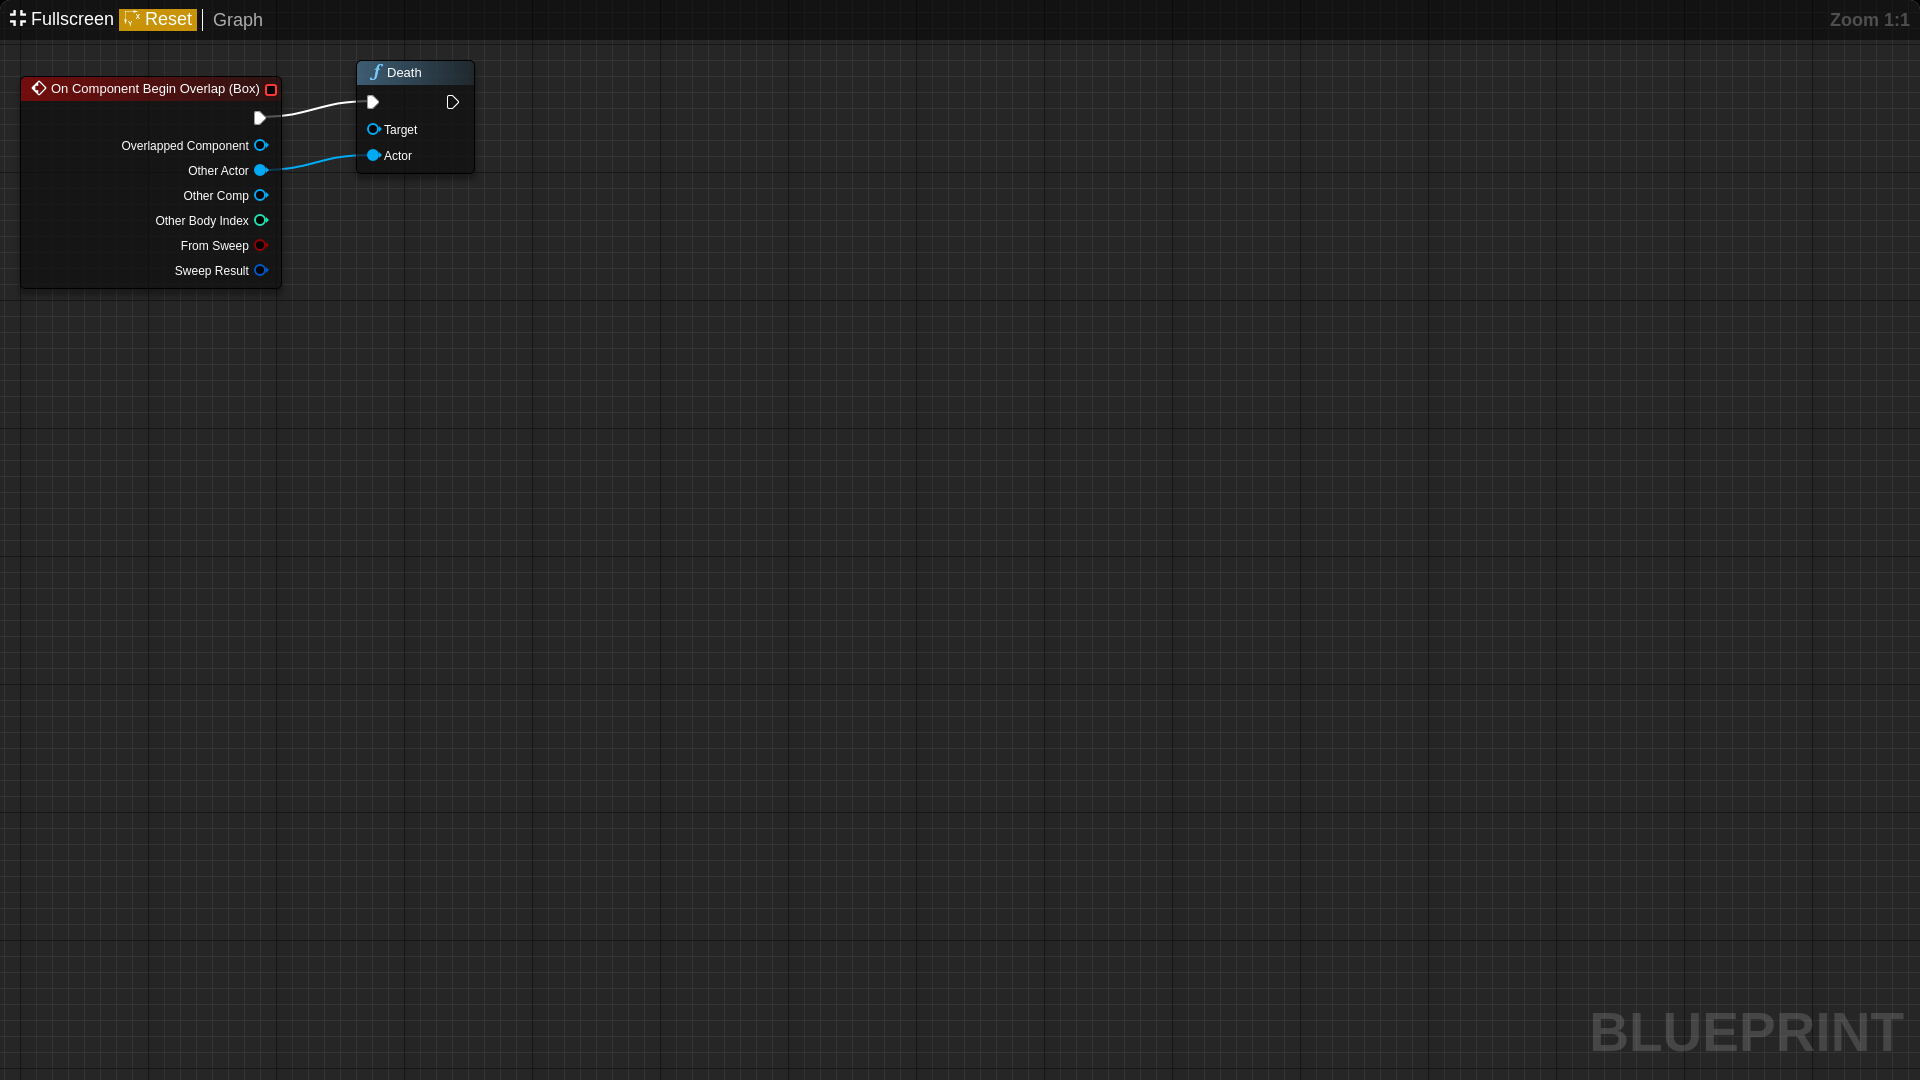 Fullscreen Reset Graph
Zoom 1:1
On Component Begin Overlap (Box)
Overlapped Component
Other Actor
Other Comp
Other Body Index
From Sweep
Sweep Result
Death
Target
Actor
BLUEPRINT